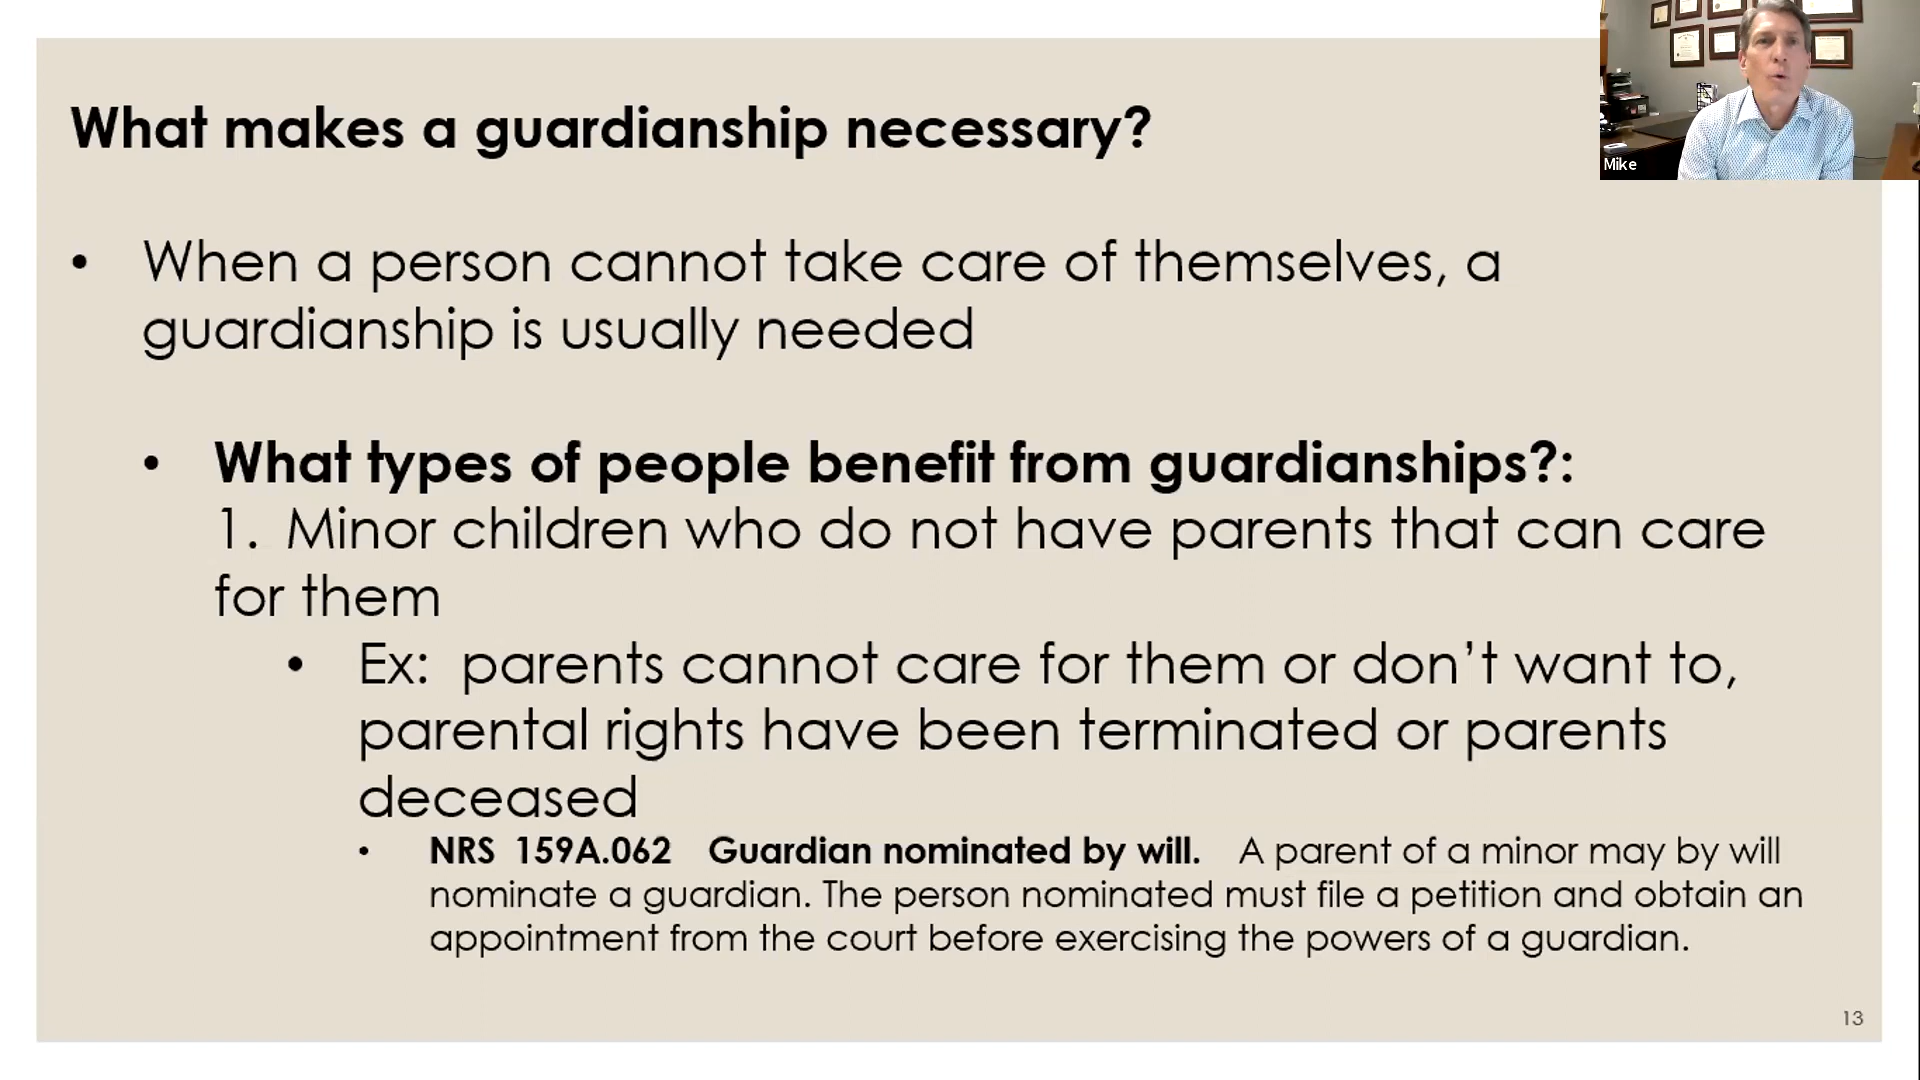 What makes a guardianship necessary?
• When a person cannot take care of themselves, a
guardianship is usually needed
• What types of people benefit from guardianships?:
1. Minor children who do not have parents that can care
for them
• Ex: parents cannot care for them or don’t want to,
parental rights have been terminated or parents
deceased
• NRS 159A.062 Guardian nominated by will. A parent of a minor may by will
nominate a guardian. The person nominated must file a petition and obtain an
appointment from the court before exercising the powers of a guardian.
13
Mike